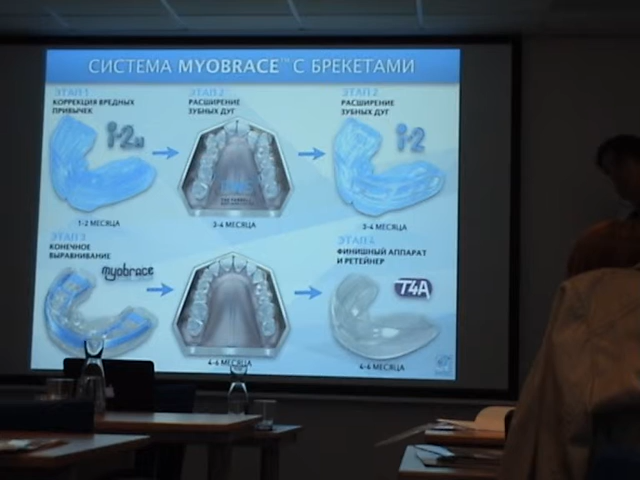 СИСТЕМА MYOBRACE™ С БРЕКЕТАМИ
ЭТАП 1
КОРРЕКЦИЯ ВРЕДНЫХ
ПРИВЫЧЕК
i-2
1-2 МЕСЯЦА
ЭТАП 2
РАСШИРЕНИЕ
ЗУБНЫХ ДУГ
3-4 МЕСЯЦА
ЭТАП 2
РАСШИРЕНИЕ
ЗУБНЫХ ДУГ
i-2
3-4 МЕСЯЦА
ЭТАП 3
КОНЕЧНОЕ
ВЫРАВНИВАНИЕ
myobrace
4-6 МЕСЯЦА
ЭТАП 4
ФИНИШНЫЙ АППАРАТ
И РЕТЕЙНЕР
T4A
4-6 МЕСЯЦА